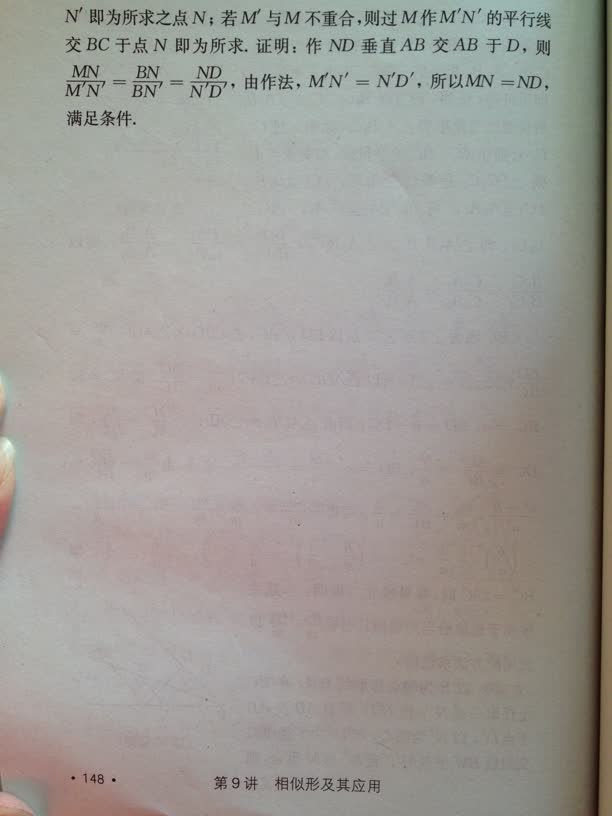 N′ 即为所求之点 N；若 M′ 与 M 不重合，则过 M 作 M′N′ 的平行线
交 BC 于点 N 即为所求. 证明：作 ND 垂直 AB 交 AB 于 D，则
MN/M′N′ = BN/BN′ = ND/N′D′，由作法，M′N′ = N′D′，所以 MN = ND，
满足条件.
· 148 ·
第 9 讲 相似形及其应用